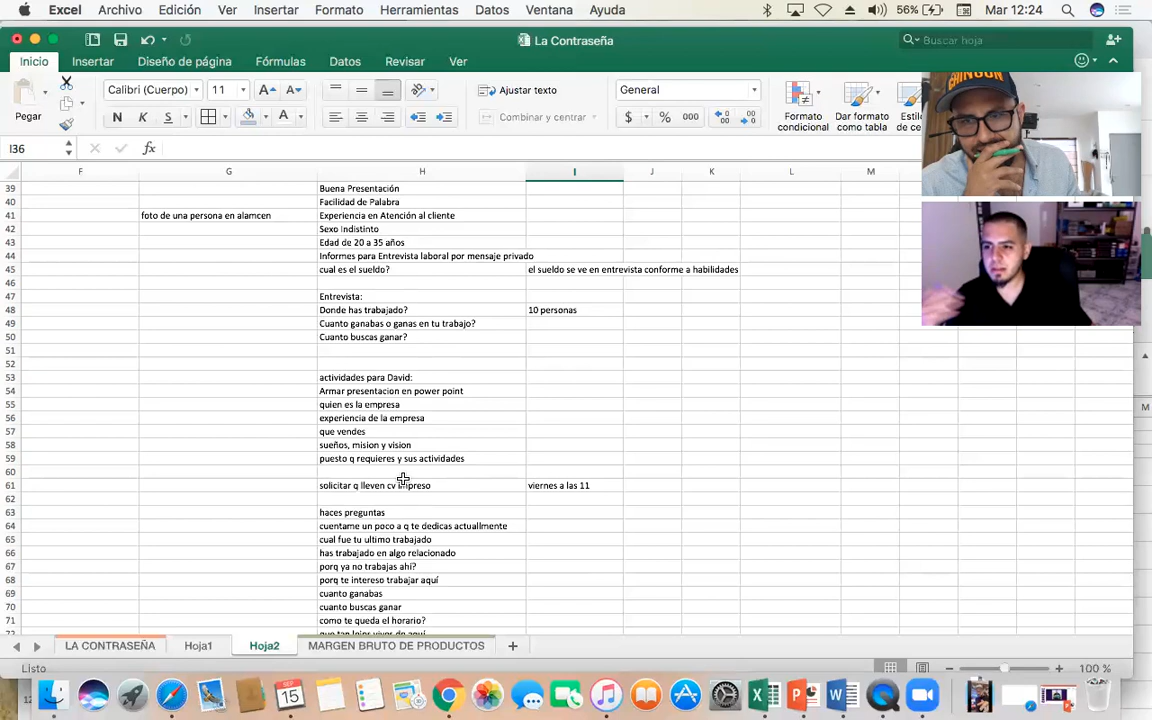 Excel Archivo Edición Ver Insertar Formato Herramientas Datos Ventana Ayuda 56% Mar 12:24
La Contraseña
Buscar hoja
Inicio Insertar Diseño de página Fórmulas Datos Revisar Ver
Pegar
Calibri (Cuerpo) 11
N K S
Ajustar texto
Combinar y centrar
General
$ % 000
Formato condicional
Dar formato como tabla
I36
fx
F G H I J K L M
39 Buena Presentación
40 Facilidad de Palabra
41 foto de una persona en alamcen Experiencia en Atención al cliente
42 Sexo Indistinto
43 Edad de 20 a 35 años
44 Informes para Entrevista laboral por mensaje privado
45 cual es el sueldo? el sueldo se ve en entrevista conforme a habilidades
46
47 Entrevista:
48 Donde has trabajado? 10 personas
49 Cuanto ganabas o ganas en tu trabajo?
50 Cuanto buscas ganar?
51
52
53 actividades para David:
54 Armar presentacion en power point
55 quien es la empresa
56 experiencia de la empresa
57 que vendes
58 sueños, mision y vision
59 puesto q requieres y sus actividades
60
61 solicitar q lleven cv impreso viernes a las 11
62
63 haces preguntas
64 cuentame un poco a q te dedicas actuallmente
65 cual fue tu ultimo trabajado
66 has trabajado en algo relacionado
67 porq ya no trabajas ahi?
68 porq te intereso trabajar aquí
69 cuanto ganabas
70 cuanto buscas ganar
71 como te queda el horario?
72 que tan lejos vives de aquí
LA CONTRASEÑA Hoja1 Hoja2 MARGEN BRUTO DE PRODUCTOS
Listo
100 %
SEP
15